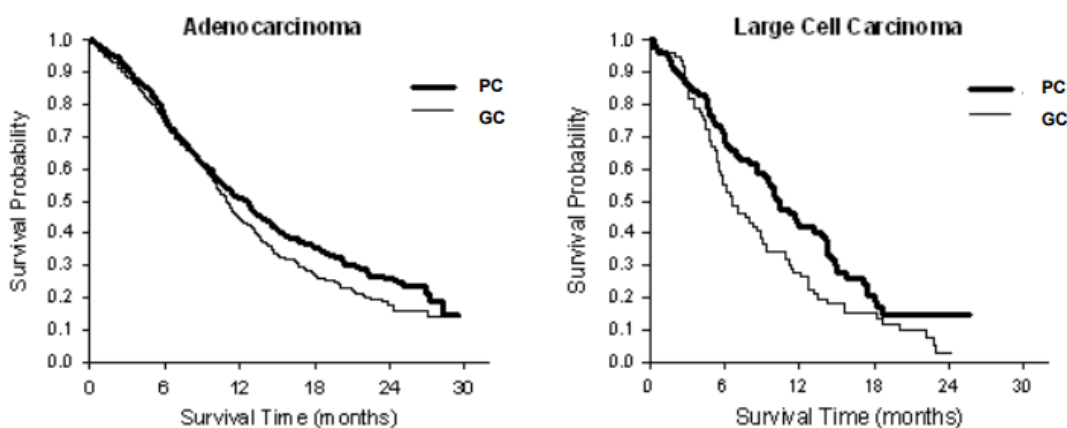 Adenocarcinoma
Survival Probability
1.0
0.9
0.8
0.7
0.6
0.5
0.4
0.3
0.2
0.1
0.0
PC
GC
0 6 12 18 24 30
Survival Time (months)
Large Cell Carcinoma
Survival Probability
1.0
0.9
0.8
0.7
0.6
0.5
0.4
0.3
0.2
0.1
0.0
PC
GC
0 6 12 18 24 30
Survival Time (months)